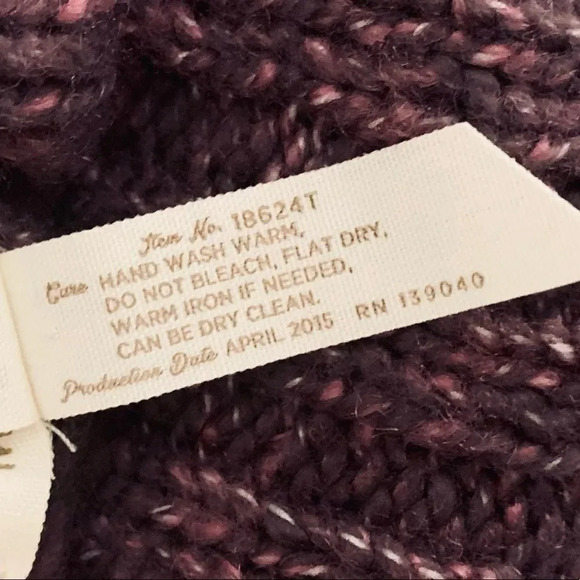 Item No. 18624T
Care HAND WASH WARM,
DO NOT BLEACH, FLAT DRY,
WARM IRON IF NEEDED,
CAN BE DRY CLEAN.
Production Date APRIL 2015 RN 139040